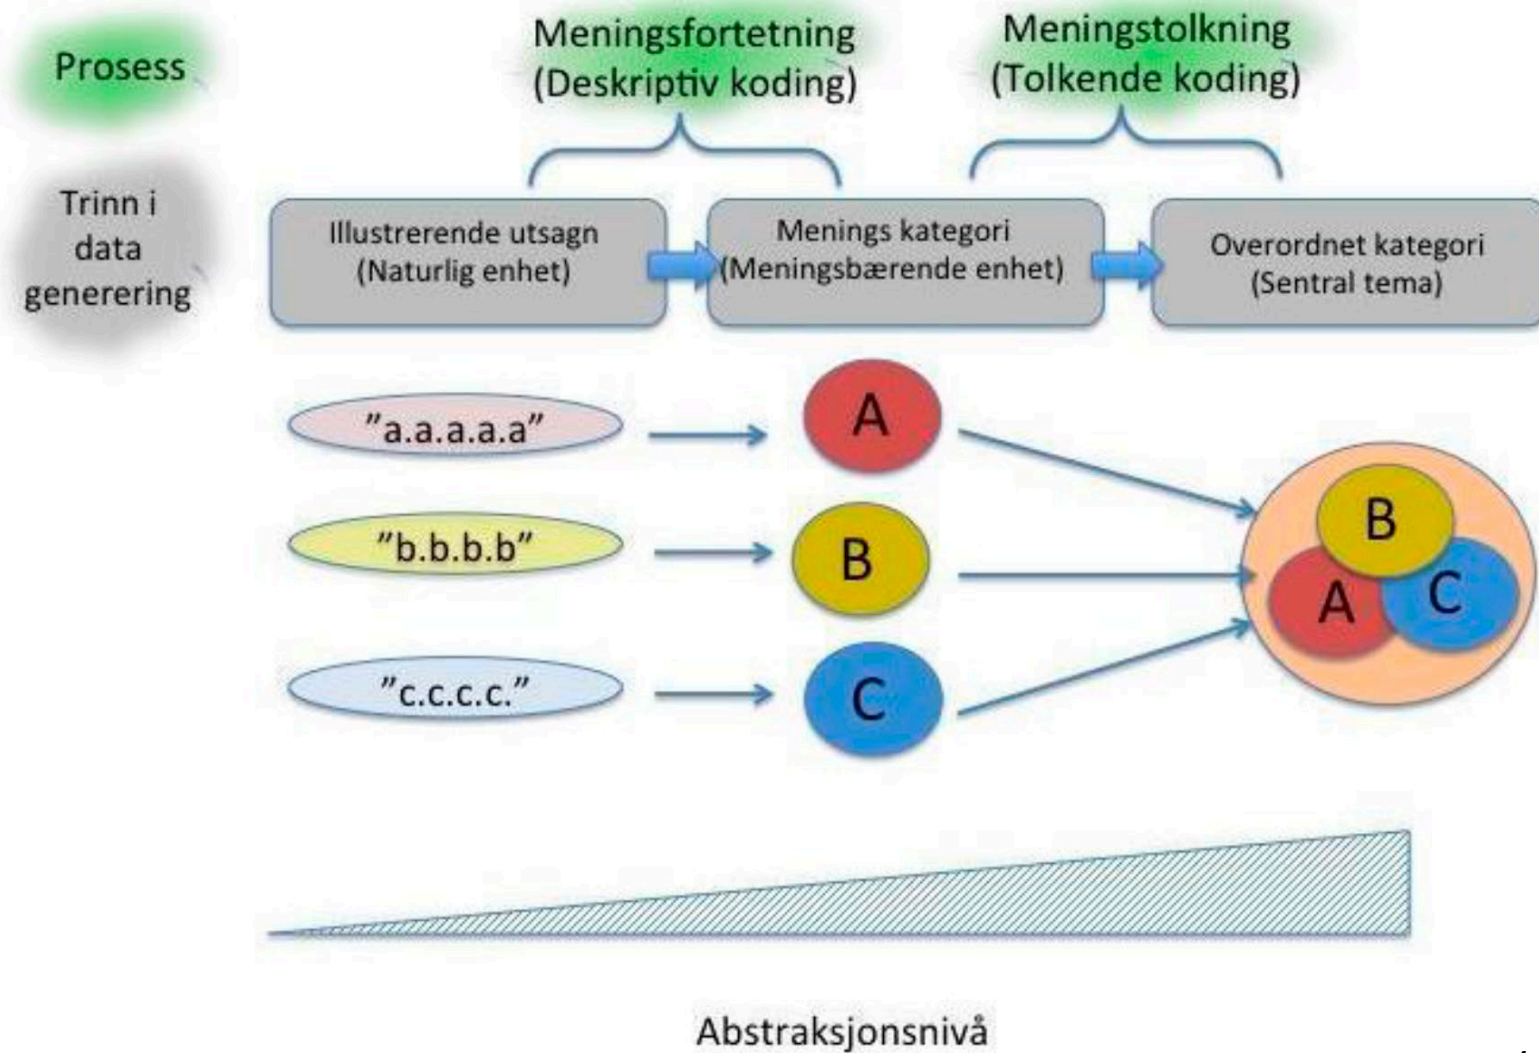 Prosess
Meningsfortetning
(Deskriptiv koding)
Meningstolkning
(Tolkende koding)
Trinn i
data
generering
Illustrerende utsagn
(Naturlig enhet)
Menings kategori
(Meningsbærende enhet)
Overordnet kategori
(Sentral tema)
”a.a.a.a.a”
A
”b.b.b.b”
B
”c.c.c.c.”
C
B
A
C
Abstraksjonsnivå